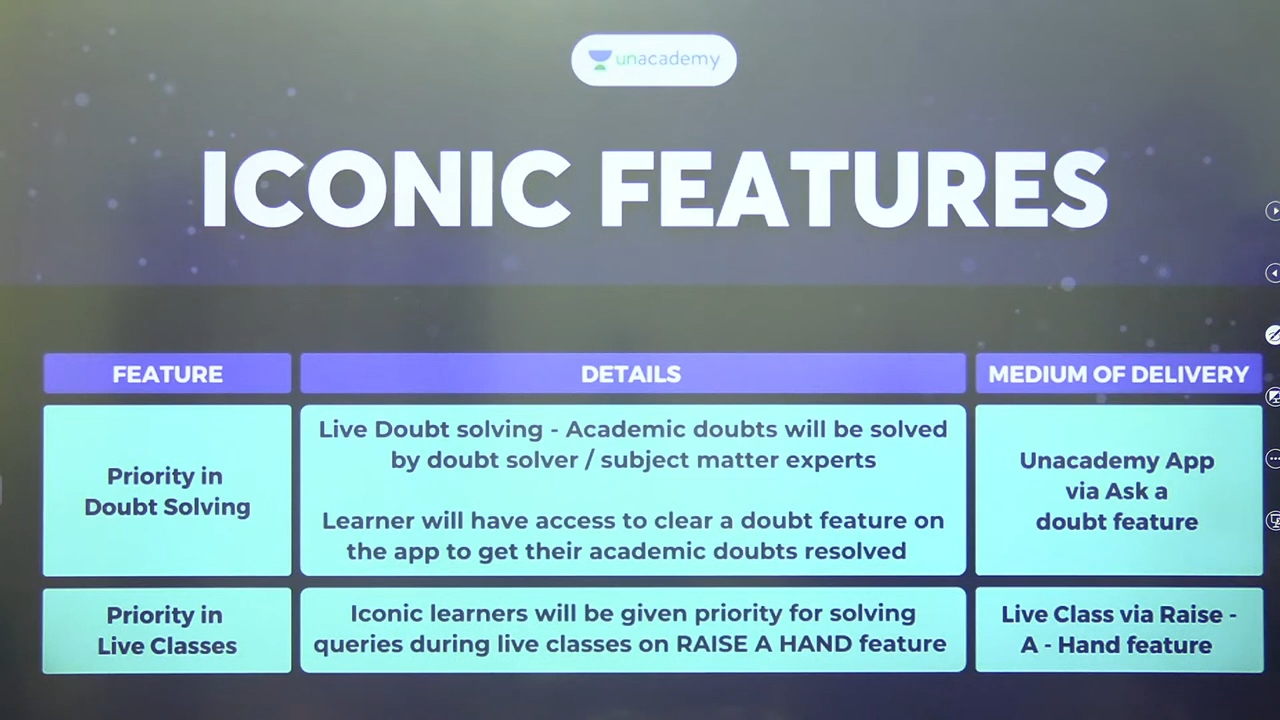 unacademy
ICONIC FEATURES
FEATURE
DETAILS
MEDIUM OF DELIVERY
Priority in
Doubt Solving
Live Doubt solving - Academic doubts will be solved
by doubt solver / subject matter experts
Learner will have access to clear a doubt feature on
the app to get their academic doubts resolved
Unacademy App
via Ask a
doubt feature
Priority in
Live Classes
Iconic learners will be given priority for solving
queries during live classes on RAISE A HAND feature
Live Class via Raise -
A - Hand feature